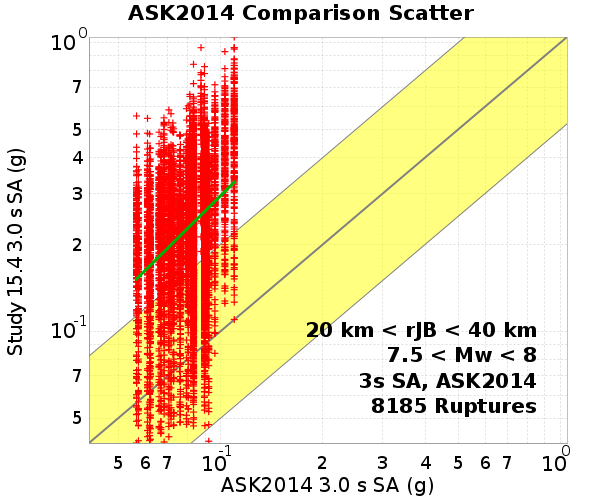 ASK2014 Comparison Scatter
Study 15.4 3.0 s SA (g)
10^0
7
5
4
3
2
10^-1
7
5
20 km < rJB < 40 km
7.5 < Mw < 8
3s SA, ASK2014
8185 Ruptures
5 6 7 10^-1 2 3 4 5 6 7 10^0
ASK2014 3.0 s SA (g)